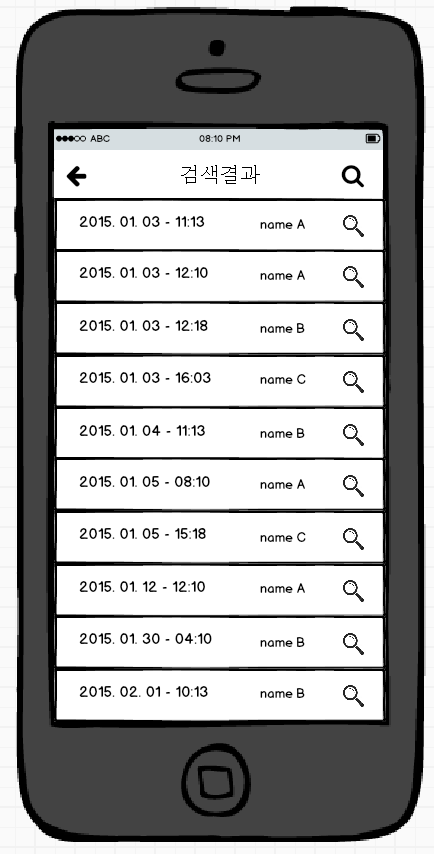 ABC 08:10 PM
검색결과
2015. 01. 03 - 11:13 name A
2015. 01. 03 - 12:10 name A
2015. 01. 03 - 12:18 name B
2015. 01. 03 - 16:03 name C
2015. 01. 04 - 11:13 name B
2015. 01. 05 - 08:10 name A
2015. 01. 05 - 15:18 name C
2015. 01. 12 - 12:10 name A
2015. 01. 30 - 04:10 name B
2015. 02. 01 - 10:13 name B